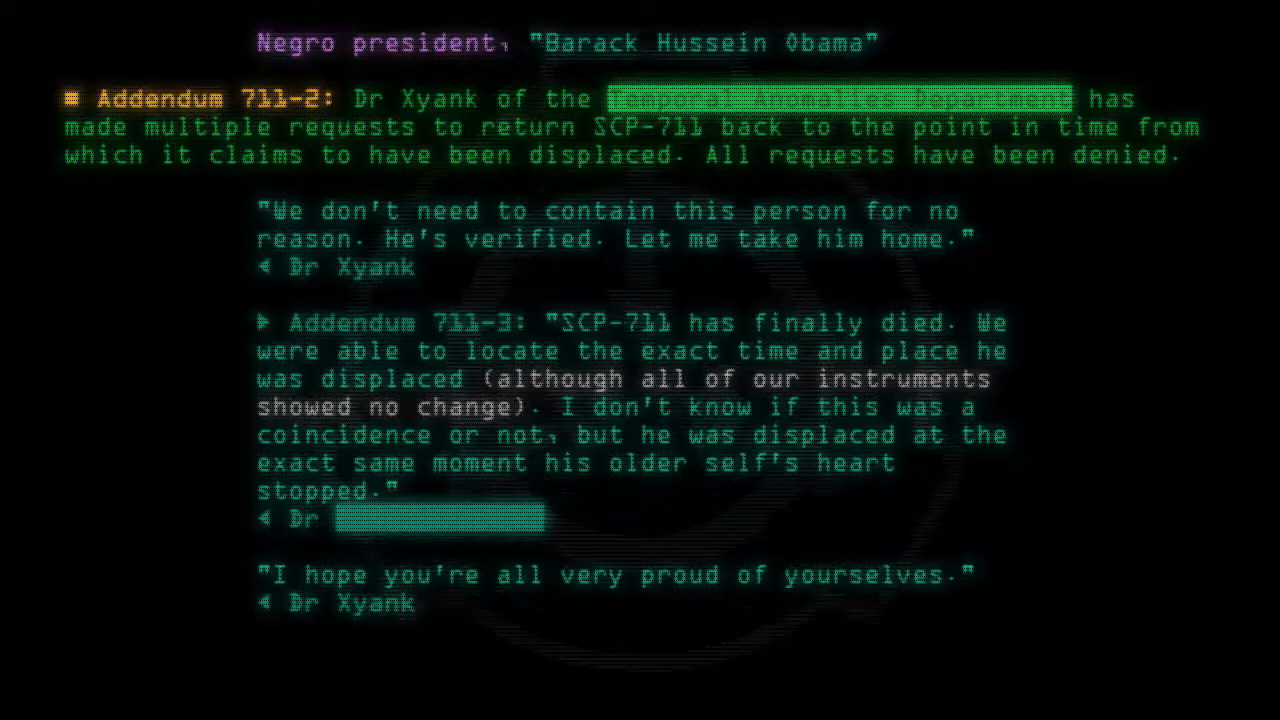 Negro president, "Barack Hussein Obama"
■ Addendum 711-2: Dr Xyank of the Temporal Anomalies Department has
made multiple requests to return SCP-711 back to the point in time from
which it claims to have been displaced. All requests have been denied.
"We don't need to contain this person for no
reason. He's verified. Let me take him home."
◄ Dr Xyank
► Addendum 711-3: "SCP-711 has finally died. We
were able to locate the exact time and place he
was displaced (although all of our instruments
showed no change). I don't know if this was a
coincidence or not, but he was displaced at the
exact same moment his older self's heart
stopped."
◄ Dr
"I hope you're all very proud of yourselves."
◄ Dr Xyank